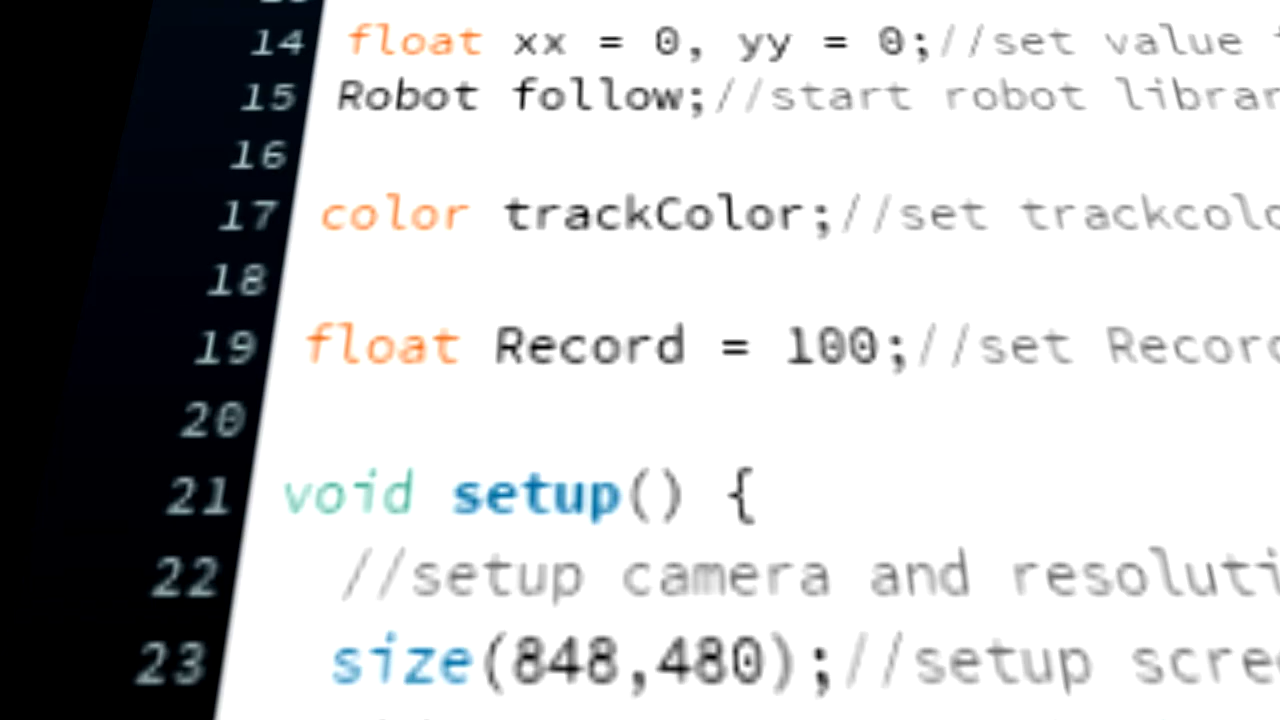 14 float xx = 0, yy = 0;//set value
15 Robot follow;//start robot
16
17 color trackColor;//set
18
19 float Record = 100;//set
20
21 void setup() {
22 //setup camera and
23 size(848,480);//setup